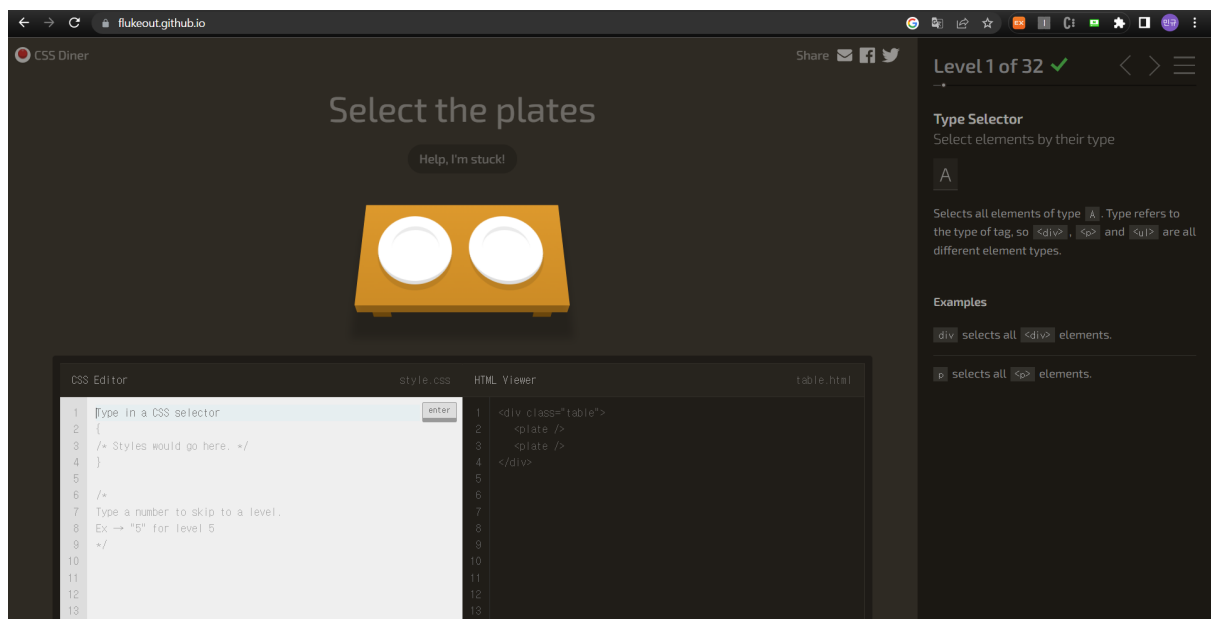 flukeout.github.io
CSS Diner
Share
Select the plates
Help, I'm stuck!
CSS Editor
style.css
1 Type in a CSS selector
enter
2 {
3 /* Styles would go here. */
4 }
5
6 /*
7 Type a number to skip to a level.
8 Ex → "5" for level 5
9 */
10
11
12
13
HTML Viewer
table.html
1 <div class="table">
2 <plate />
3 <plate />
4 </div>
5
6
7
8
9
10
11
12
13
Level 1 of 32
Type Selector
Select elements by their type
A
Selects all elements of type A . Type refers to
the type of tag, so <div> , <p> and <ul> are all
different element types.
Examples
div selects all <div> elements.
p selects all <p> elements.